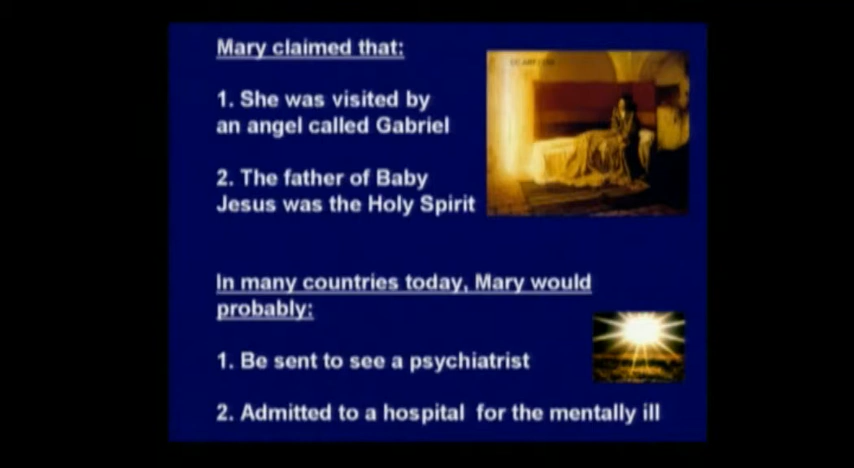 Mary claimed that:
1. She was visited by
an angel called Gabriel
2. The father of Baby
Jesus was the Holy Spirit
In many countries today, Mary would
probably:
1. Be sent to see a psychiatrist
2. Admitted to a hospital for the mentally ill